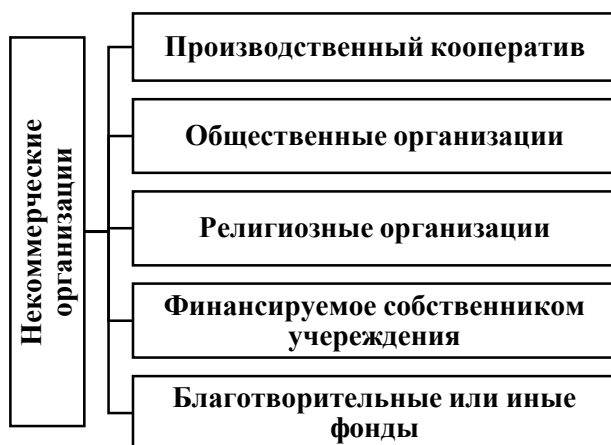 Некоммерческие
организации
Производственный кооператив
Общественные организации
Религиозные организации
Финансируемое собственником
учереждения
Благотворительные или иные
фонды